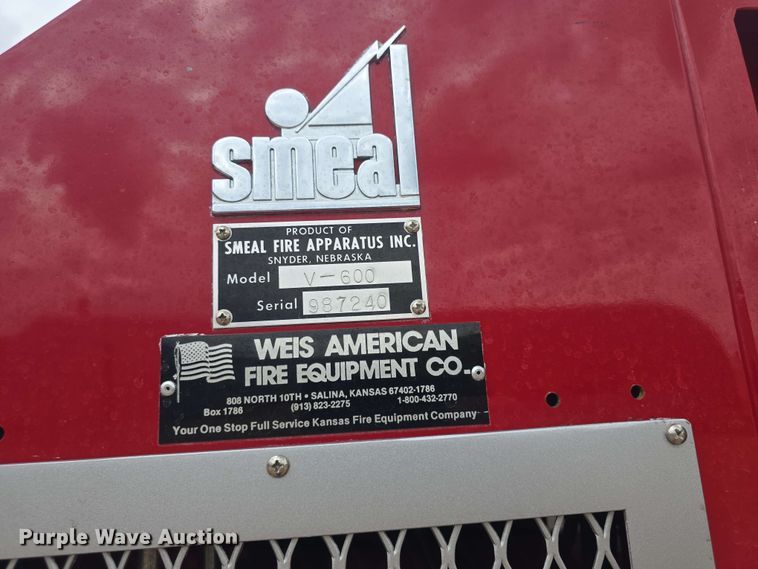 smeal
PRODUCT OF
SMEAL FIRE APPARATUS INC.
SNYDER, NEBRASKA
Model V-600
Serial 987240
WEIS AMERICAN
FIRE EQUIPMENT CO.
808 NORTH 10TH • SALINA, KANSAS 67402-1786
Box 1786 (913) 823-2275 1-800-432-2770
Your One Stop Full Service Kansas Fire Equipment Company
Purple Wave Auction